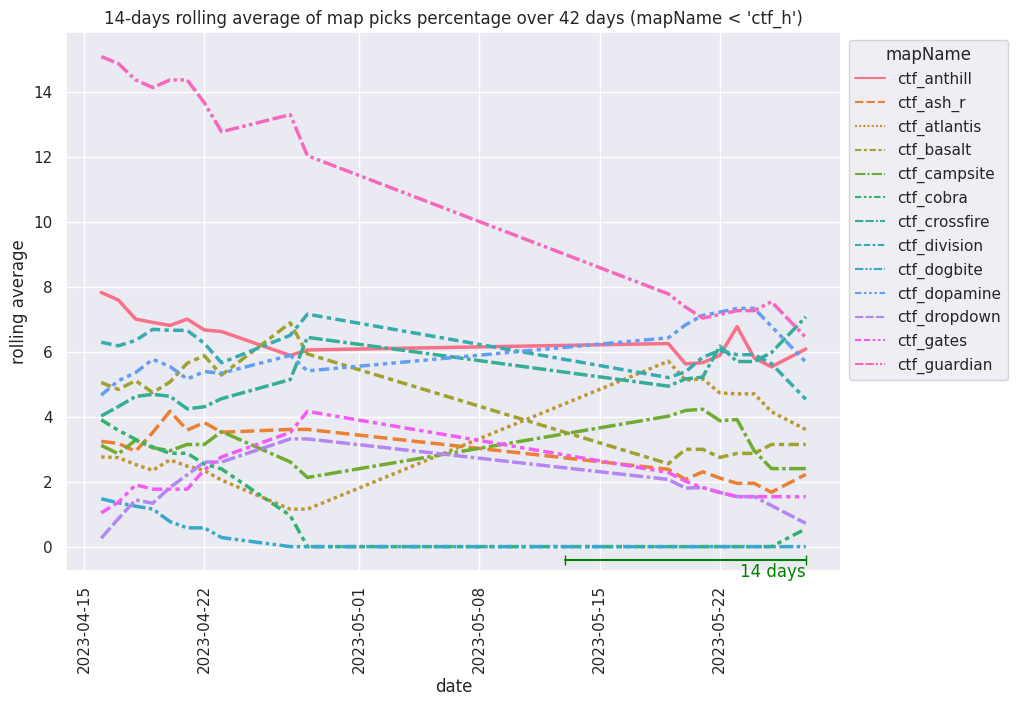 14-days rolling average of map picks percentage over 42 days (mapName < 'ctf_h')
rolling average
14
12
10
8
6
4
2
0
2023-04-15
2023-04-22
2023-05-01
2023-05-08
2023-05-15
2023-05-22
date
14 days
mapName
ctf_anthill
ctf_ash_r
ctf_atlantis
ctf_basalt
ctf_campsite
ctf_cobra
ctf_crossfire
ctf_division
ctf_dogbite
ctf_dopamine
ctf_dropdown
ctf_gates
ctf_guardian